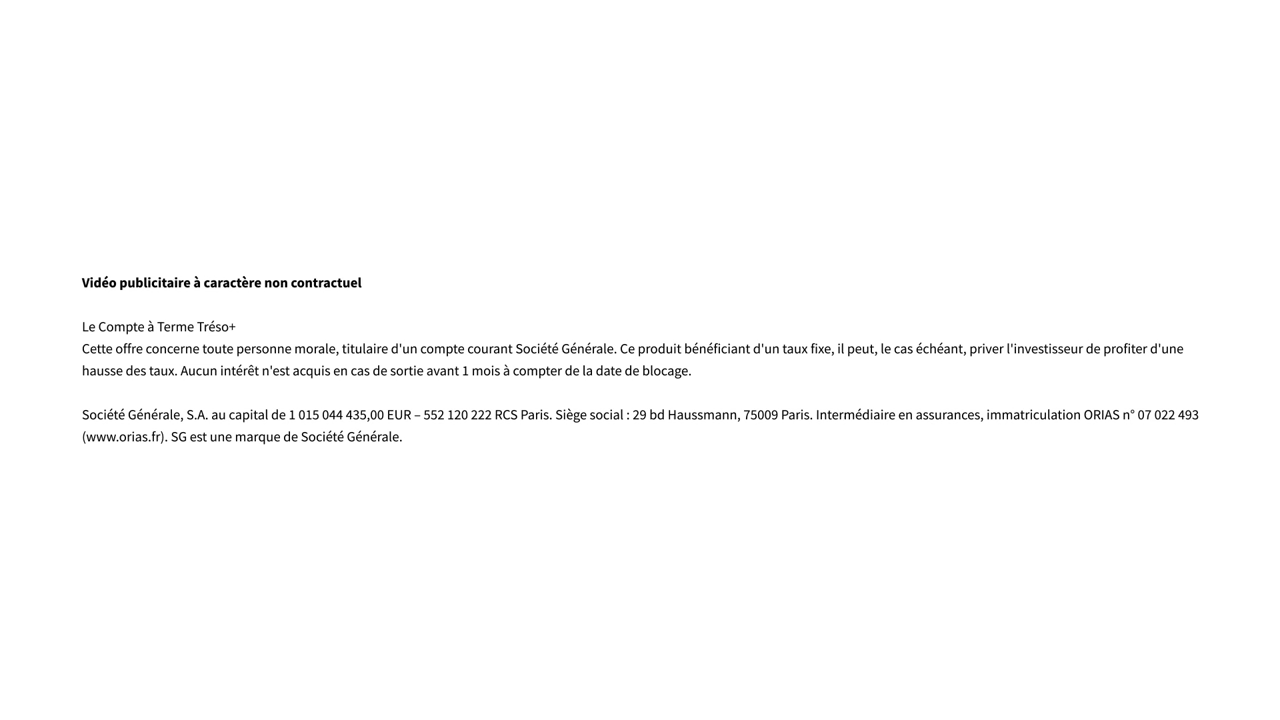 Vidéo publicitaire à caractère non contractuel
Le Compte à Terme Tréso+
Cette offre concerne toute personne morale, titulaire d'un compte courant Société Générale. Ce produit bénéficiant d'un taux fixe, il peut, le cas échéant, priver l'investisseur de profiter d'une
hausse des taux. Aucun intérêt n'est acquis en cas de sortie avant 1 mois à compter de la date de blocage.
Société Générale, S.A. au capital de 1 015 044 435,00 EUR – 552 120 222 RCS Paris. Siège social : 29 bd Haussmann, 75009 Paris. Intermédiaire en assurances, immatriculation ORIAS n° 07 022 493
(www.orias.fr). SG est une marque de Société Générale.